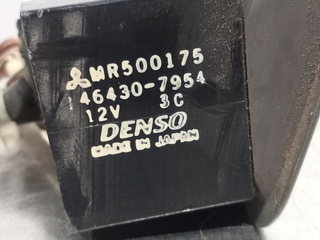 MR500175
146430-7954
12V 3C
DENSO
MADE IN JAPAN